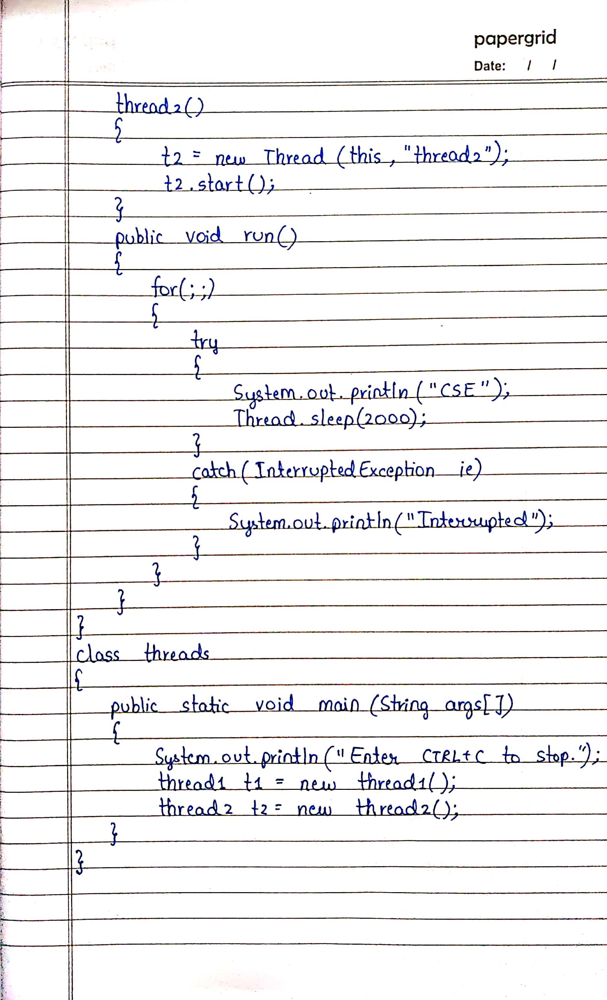 papergrid
Date: / /
thread2()
{
t2 = new Thread (this, "thread2");
t2.start();
}
public void run()
{
for(;;)
{
try
{
System.out.println ("CSE");
Thread.sleep(2000);
}
catch (InterruptedException ie)
{
System.out.println("Interrupted");
}
}
}
}
class threads
{
public static void main (String args[])
{
System.out.println ("Enter CTRL+C to stop.");
thread1 t1 = new thread1();
thread2 t2 = new thread2();
}
}